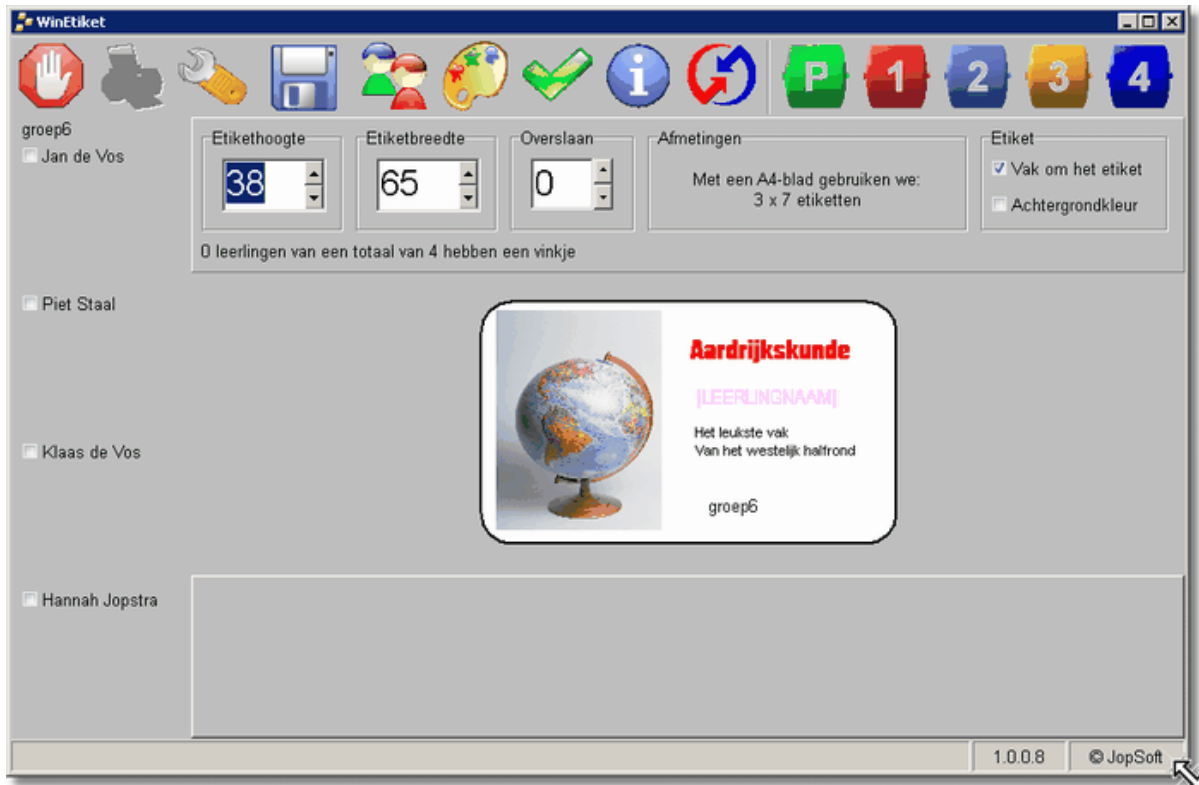 WinEtiket
P 1 2 3 4
groep6
Jan de Vos
Etikethoogte
38
Etiketbreedte
65
Overslaan
0
Afmetingen
Met een A4-blad gebruiken we:
3 x 7 etiketten
Etiket
Vak om het etiket
Achtergrondkleur
0 leerlingen van een totaal van 4 hebben een vinkje
Piet Staal
Aardrijkskunde
|LEERLINGNAAM|
Het leukste vak
Van het westelijk halfrond
groep6
Klaas de Vos
Hannah Jopstra
1.0.0.8
© JopSoft